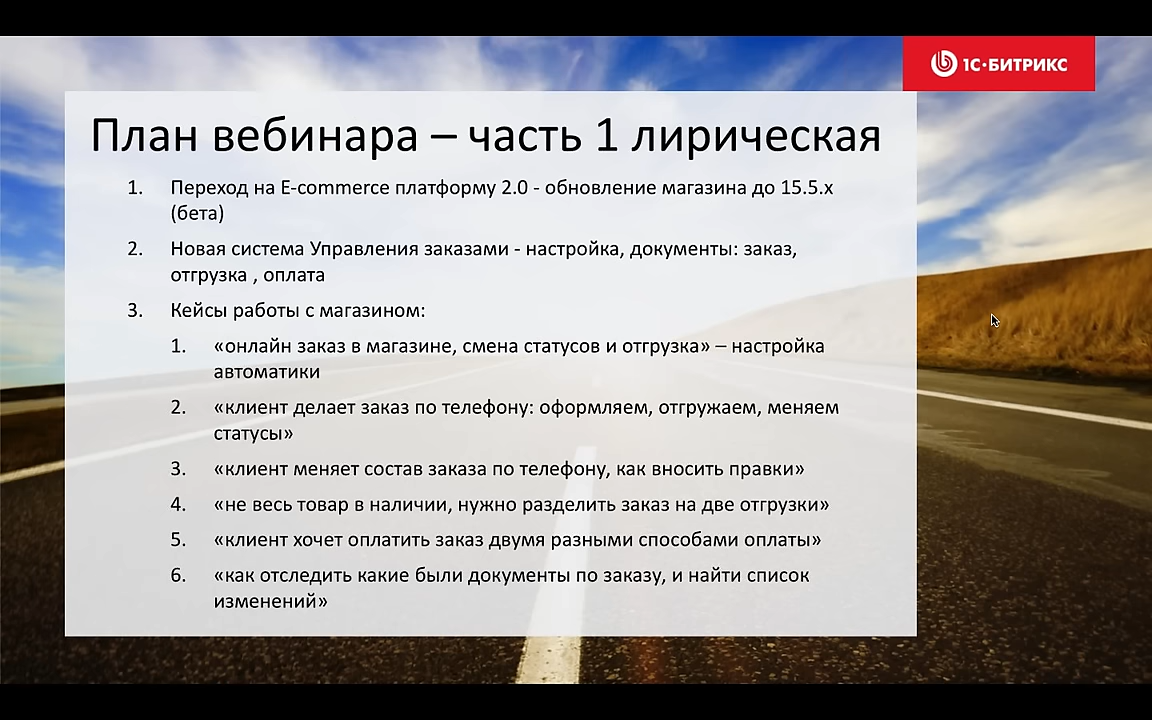 1С·БИТРИКС
План вебинара – часть 1 лирическая
1. Переход на E-commerce платформу 2.0 - обновление магазина до 15.5.х
(бета)
2. Новая система Управления заказами - настройка, документы: заказ,
отгрузка , оплата
3. Кейсы работы с магазином:
1. «онлайн заказ в магазине, смена статусов и отгрузка» – настройка
автоматики
2. «клиент делает заказ по телефону: оформляем, отгружаем, меняем
статусы»
3. «клиент меняет состав заказа по телефону, как вносить правки»
4. «не весь товар в наличии, нужно разделить заказ на две отгрузки»
5. «клиент хочет оплатить заказ двумя разными способами оплаты»
6. «как отследить какие были документы по заказу, и найти список
изменений»